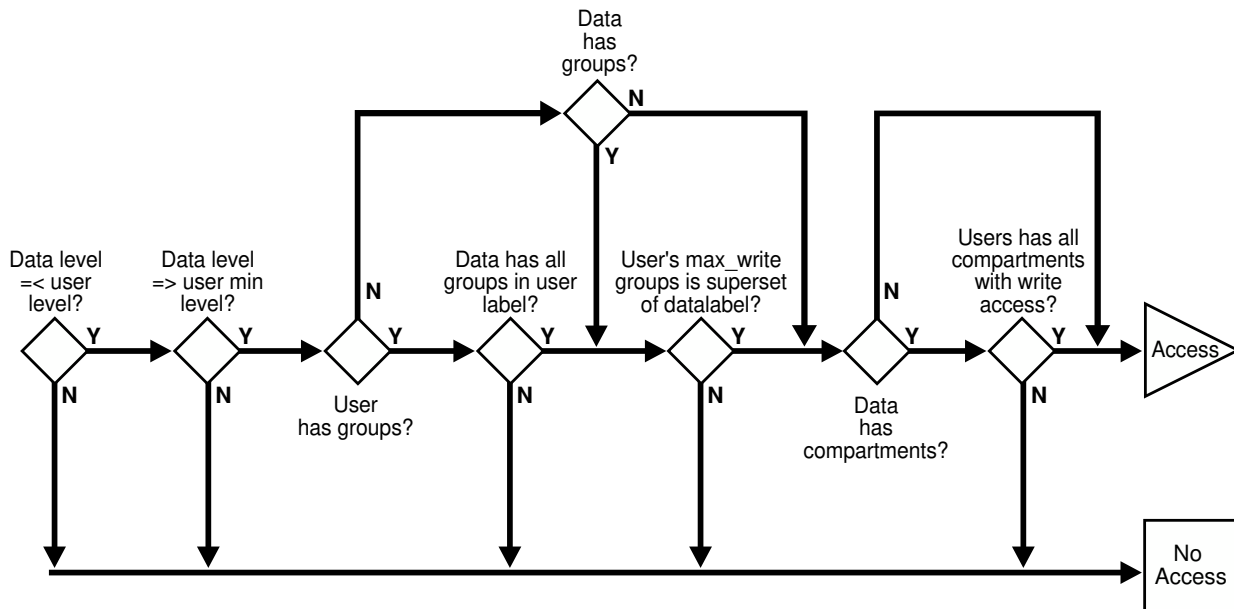 Data
has
groups?
N
Y
Data level
=< user
level?
Y
N
Data level
=> user min
level?
Y
N
N
Y
User
has groups?
Data has all
groups in user
label?
Y
N
User's max_write
groups is superset
of datalabel?
Y
N
N
Y
Data
has
compartments?
Users has all
compartments
with write
access?
Y
N
Access
No
Access